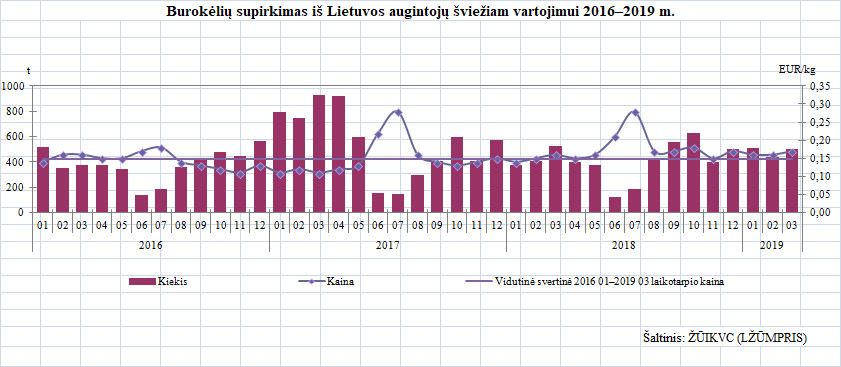 Burokėlių supirkimas iš Lietuvos augintojų šviežiam vartojimui 2016–2019 m.
t EUR/kg
1000 0,35
0,30
800
0,25
600 0,20
400 0,15
0,10
200
0,05
0 0,00
01 02 03 04 05 06 07 08 09 10 11 12 01 02 03 04 05 06 07 08 09 10 11 12 01 02 03 04 05 06 07 08 09 10 11 12 01 02 03
2016 2017 2018 2019
Kiekis Kaina Vidutinė svertinė 2016 01–2019 03 laikotarpio kaina
Šaltinis: ŽŪIKVC (LŽŪMPRIS)